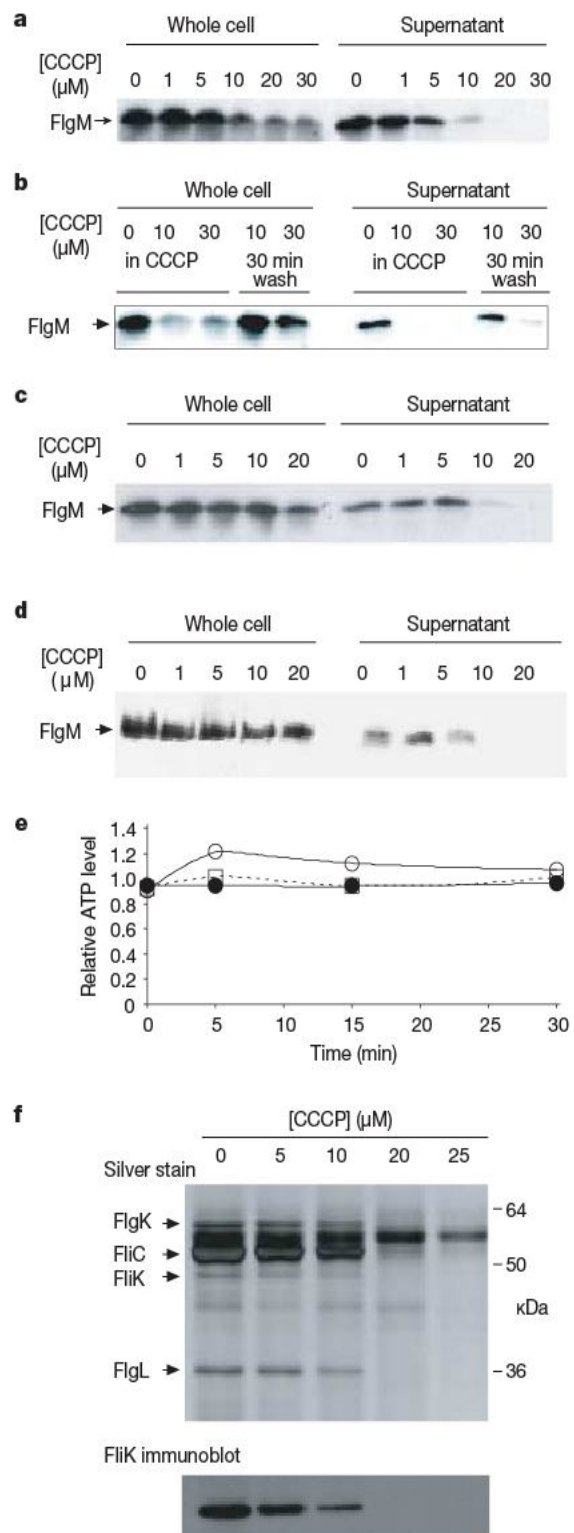 a
Whole cell Supernatant
[CCCP] 0 1 5 10 20 30 0 1 5 10 20 30
(µM)
FlgM
b
Whole cell Supernatant
[CCCP] 0 10 30 10 30 0 10 30 10 30
(µM) in CCCP 30 min in CCCP 30 min
wash wash
FlgM
c
Whole cell Supernatant
[CCCP]
(µM) 0 1 5 10 20 0 1 5 10 20
FlgM
d
Whole cell Supernatant
[CCCP] 0 1 5 10 20 0 1 5 10 20
( µM)
FlgM
e
1.4
1.2
1.0
0.8
0.6
0.4
0.2
0
Relative ATP level
0 5 10 15 20 25 30
Time (min)
f
[CCCP] (µM)
0 5 10 20 25
Silver stain
FlgK
FliC
FliK
FlgL
64
50
κDa
36
FliK immunoblot